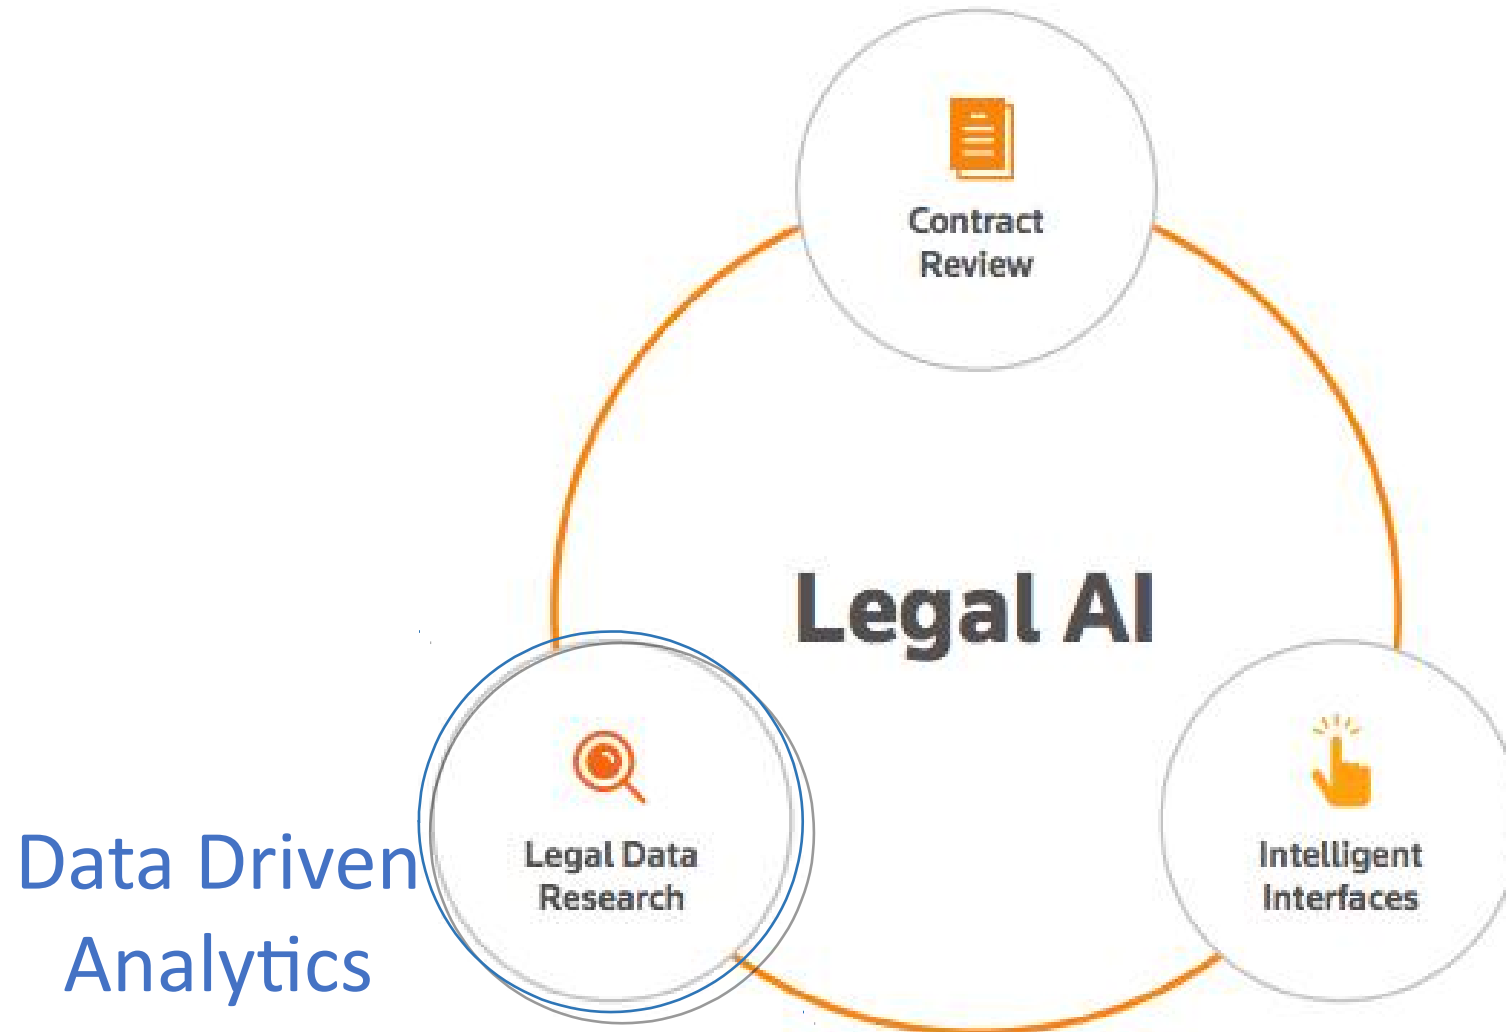 Contract
Review
Legal AI
Legal Data
Research
Intelligent
Interfaces
Data Driven
Analytics